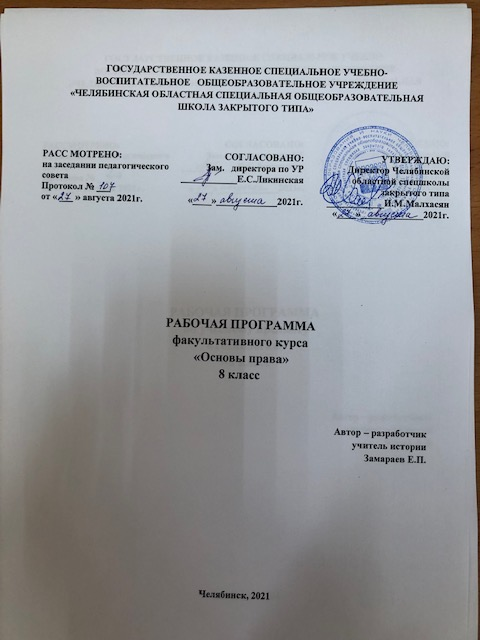 ГОСУДАРСТВЕННОЕ КАЗЕННОЕ СПЕЦИАЛЬНОЕ УЧЕБНО-
ВОСПИТАТЕЛЬНОЕ ОБЩЕОБРАЗОВАТЕЛЬНОЕ УЧРЕЖДЕНИЕ
«ЧЕЛЯБИНСКАЯ ОБЛАСТНАЯ СПЕЦИАЛЬНАЯ ОБЩЕОБРАЗОВАТЕЛЬНАЯ
ШКОЛА ЗАКРЫТОГО ТИПА»
РАСС МОТРЕНО:
на заседании педагогического
совета
Протокол № 107
от «27 » августа 2021г.
СОГЛАСОВАНО:
Зам. директора по УР
Е.С.Ликинская
«27 » августа 2021г.
УТВЕРЖДАЮ:
Директор Челябинской
областной спецшколы
закрытого типа
И.М.Малхасян
«27 » августа 2021г.
РАБОЧАЯ ПРОГРАММА
факультативного курса
«Основы права»
8 класс
Автор – разработчик
учитель истории
Замараев Е.П.
Челябинск, 2021